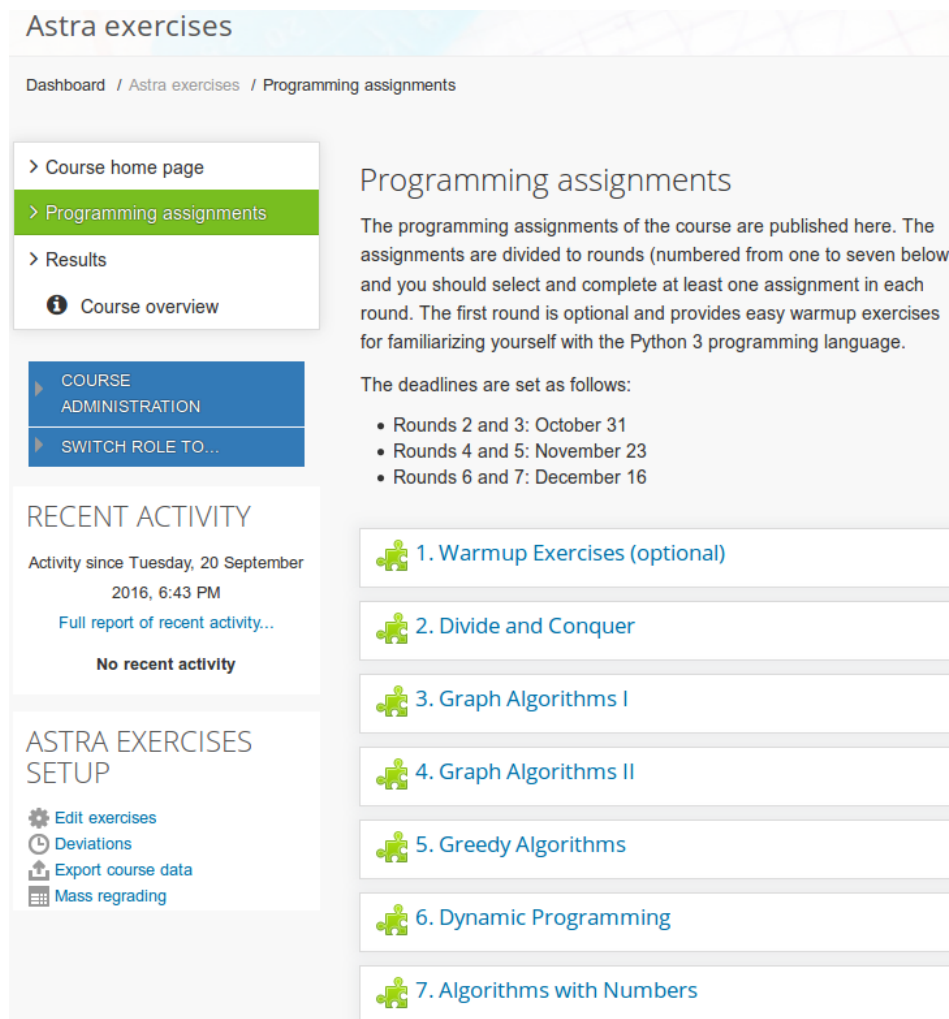 Astra exercises
Dashboard / Astra exercises / Programming assignments
Course home page
Programming assignments
Results
Course overview
COURSE
ADMINISTRATION
SWITCH ROLE TO...
RECENT ACTIVITY
Activity since Tuesday, 20 September
2016, 6:43 PM
Full report of recent activity...
No recent activity
ASTRA EXERCISES
SETUP
Edit exercises
Deviations
Export course data
Mass regrading
Programming assignments
The programming assignments of the course are published here. The
assignments are divided to rounds (numbered from one to seven below
and you should select and complete at least one assignment in each
round. The first round is optional and provides easy warmup exercises
for familiarizing yourself with the Python 3 programming language.
The deadlines are set as follows:
• Rounds 2 and 3: October 31
• Rounds 4 and 5: November 23
• Rounds 6 and 7: December 16
1. Warmup Exercises (optional)
2. Divide and Conquer
3. Graph Algorithms I
4. Graph Algorithms II
5. Greedy Algorithms
6. Dynamic Programming
7. Algorithms with Numbers